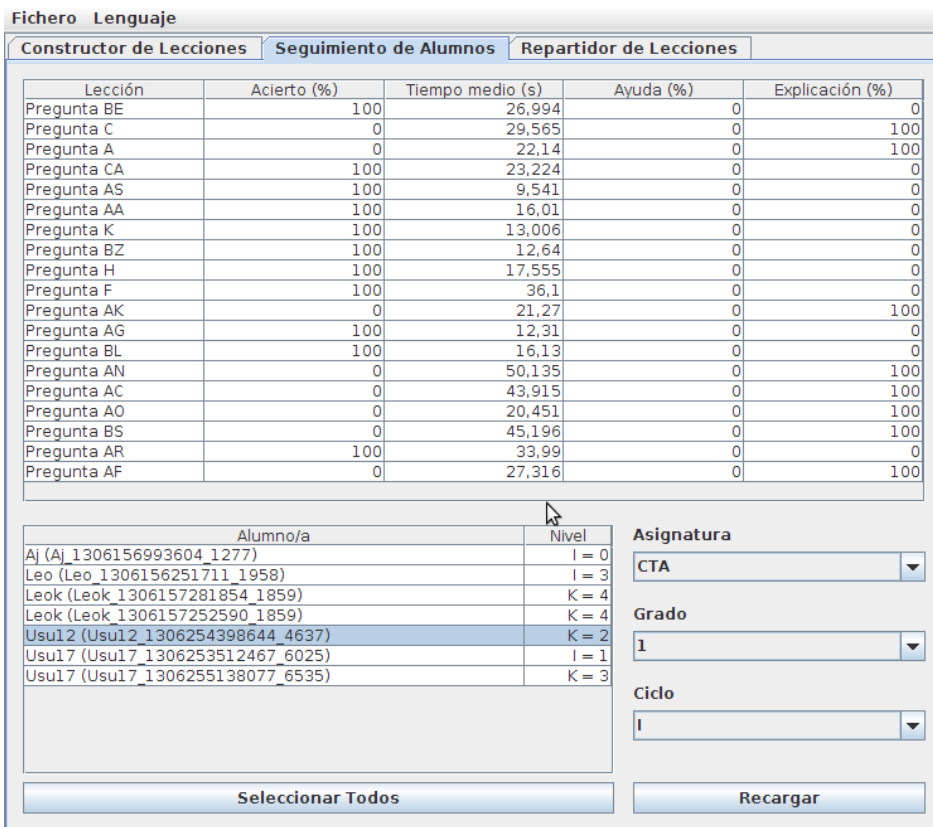 Fichero Lenguaje
Constructor de Lecciones Seguimiento de Alumnos Repartidor de Lecciones
Lección Acierto (%) Tiempo medio (s) Ayuda (%) Explicación (%)
Pregunta BE 100 26,994 0 0
Pregunta C 0 29,565 0 100
Pregunta A 0 22,14 0 100
Pregunta CA 100 23,224 0 0
Pregunta AS 100 9,541 0 0
Pregunta AA 100 16,01 0 0
Pregunta K 100 13,006 0 0
Pregunta BZ 100 12,64 0 0
Pregunta H 100 17,555 0 0
Pregunta F 100 36,1 0 0
Pregunta AK 0 21,27 0 100
Pregunta AG 100 12,31 0 0
Pregunta BL 100 16,13 0 0
Pregunta AN 0 50,135 0 100
Pregunta AC 0 43,915 0 100
Pregunta AO 0 20,451 0 100
Pregunta BS 0 45,196 0 100
Pregunta AR 100 33,99 0 0
Pregunta AF 0 27,316 0 100
Alumno/a Nivel
Aj (Aj_1306156993604_1277) I = 0
Leo (Leo_1306156251711_1958) I = 3
Leok (Leok_1306157281854_1859) K = 4
Leok (Leok_1306157252590_1859) K = 4
Usu12 (Usu12_1306254398644_4637) K = 2
Usu17 (Usu17_1306253512467_6025) I = 1
Usu17 (Usu17_1306255138077_6535) K = 3
Asignatura
CTA
Grado
1
Ciclo
I
Seleccionar Todos Recargar